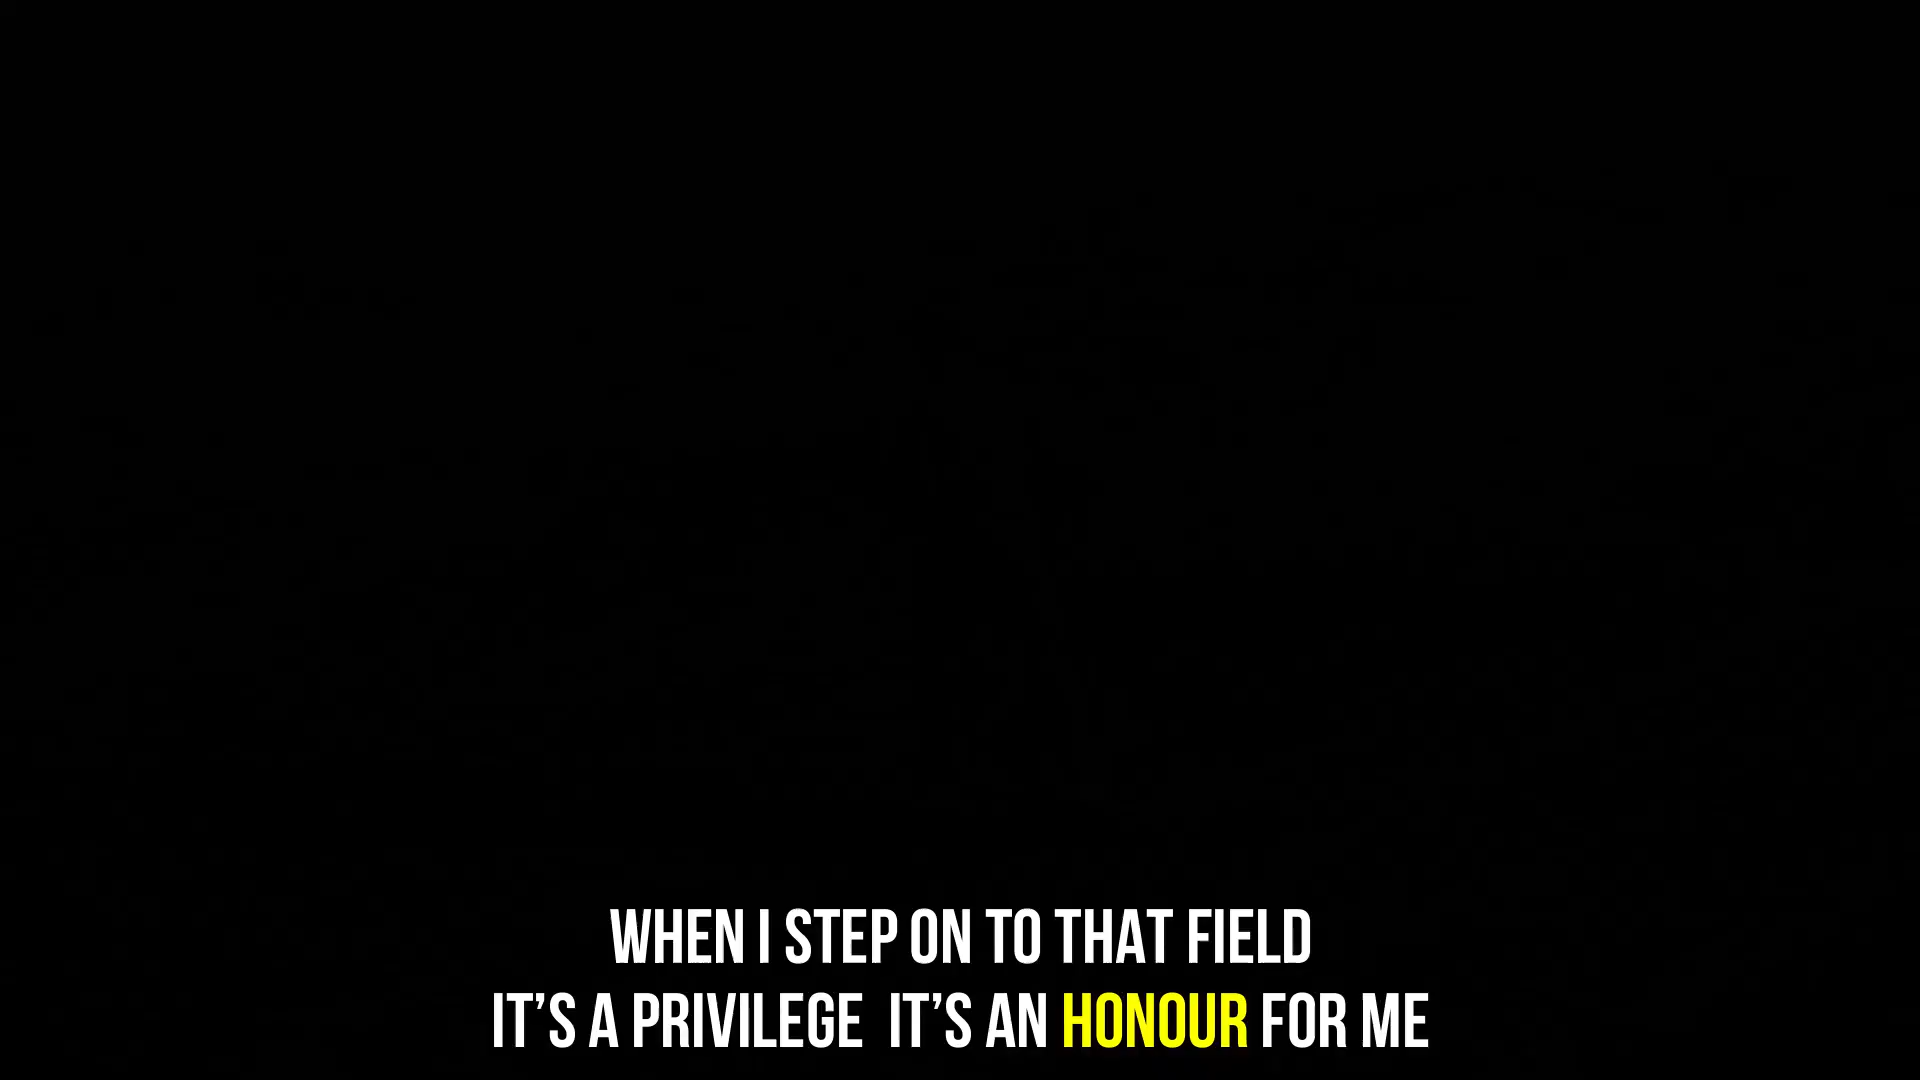 WHEN I STEP ON TO THAT FIELD
IT’S A PRIVILEGE  IT’S AN HONOUR FOR ME